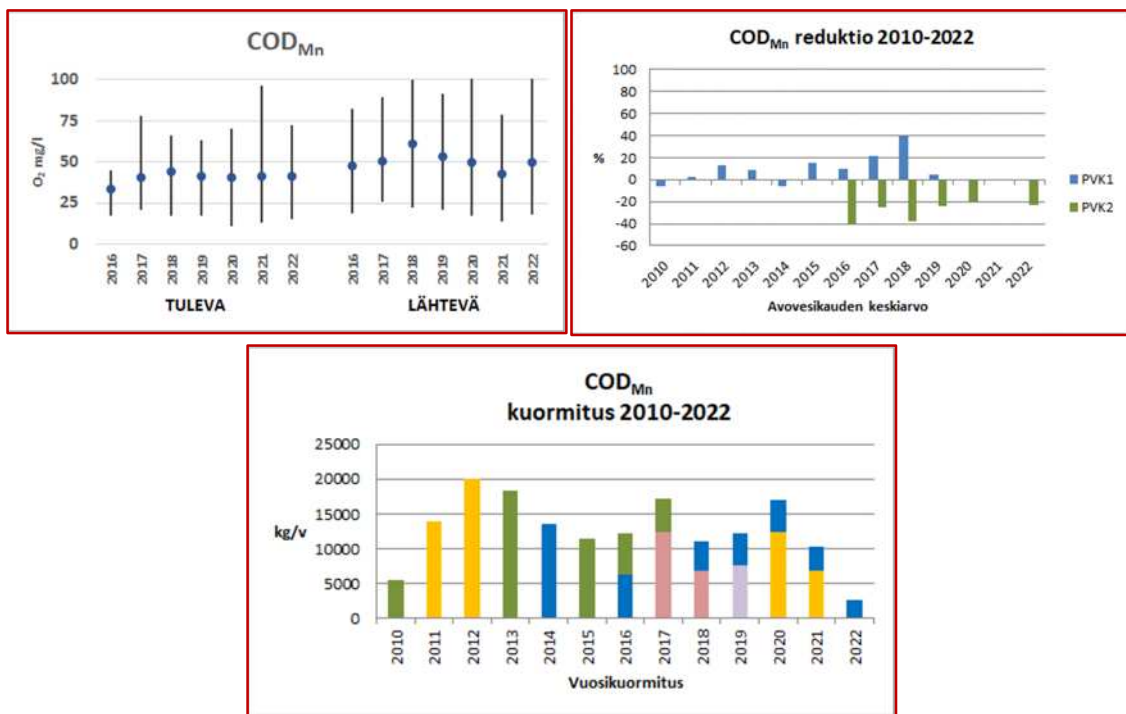 COD_Mn
100
75
50
25
0
O₂ mg/l
2016 2017 2018 2019 2020 2021 2022 2016 2017 2018 2019 2020 2021 2022
TULEVA LÄHTEVÄ
COD_Mn reduktio 2010-2022
100
80
60
40
20
0
-20
-40
-60
%
2010 2011 2012 2013 2014 2015 2016 2017 2018 2019 2020 2021 2022
Avovesikauden keskiarvo
PVK1
PVK2
COD_Mn
kuormitus 2010-2022
25000
20000
15000
10000
5000
0
kg/v
2010 2011 2012 2013 2014 2015 2016 2017 2018 2019 2020 2021 2022
Vuosikuormitus